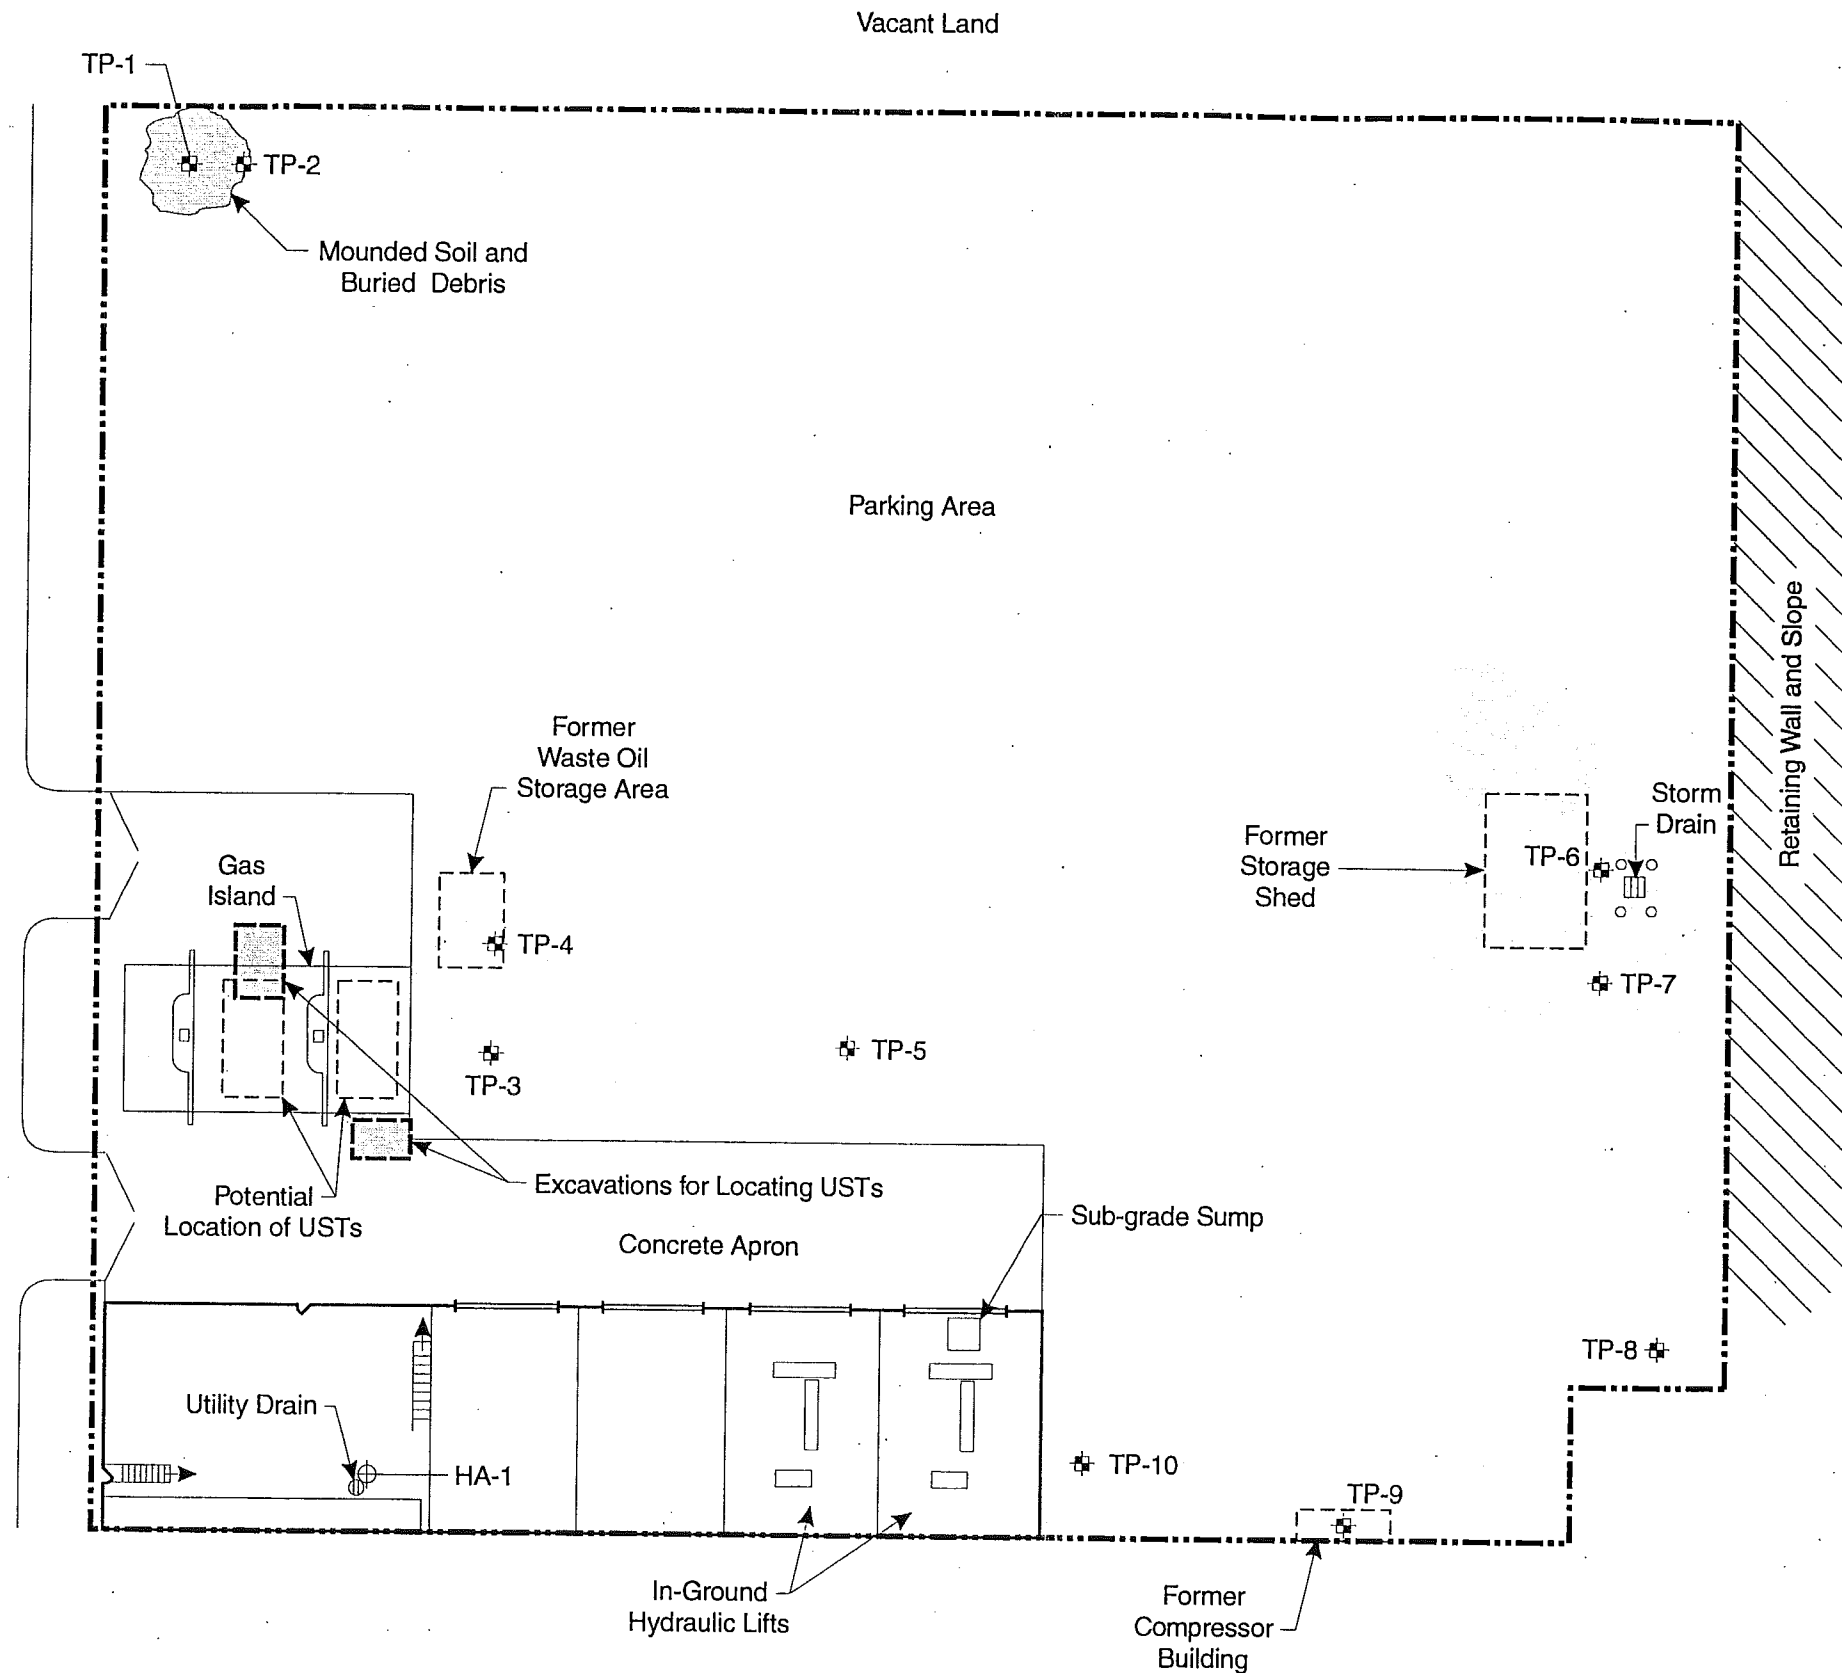 Vacant Land
TP-1
TP-2
Mounded Soil and
Buried Debris
Parking Area
Retaining Wall and Slope
Former
Waste Oil
Storage Area
Storm
Drain
Former
Storage
Shed
TP-6
Gas
Island
TP-4
TP-7
TP-3
TP-5
Potential
Location of USTs
Excavations for Locating USTs
Sub-grade Sump
Concrete Apron
TP-8
Utility Drain
HA-1
TP-10
TP-9
In-Ground
Hydraulic Lifts
Former
Compressor
Building